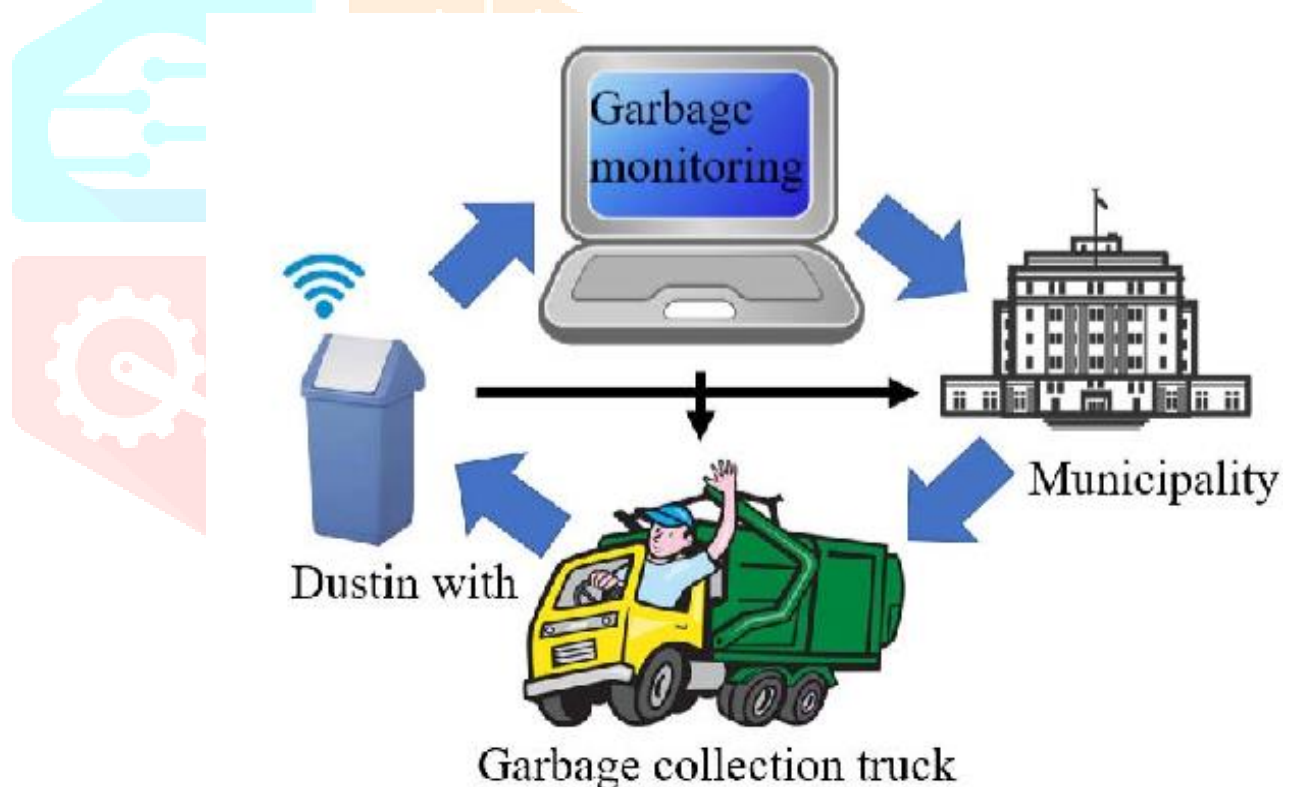 Garbage
monitoring
Municipality
Dustin with
Garbage collection truck